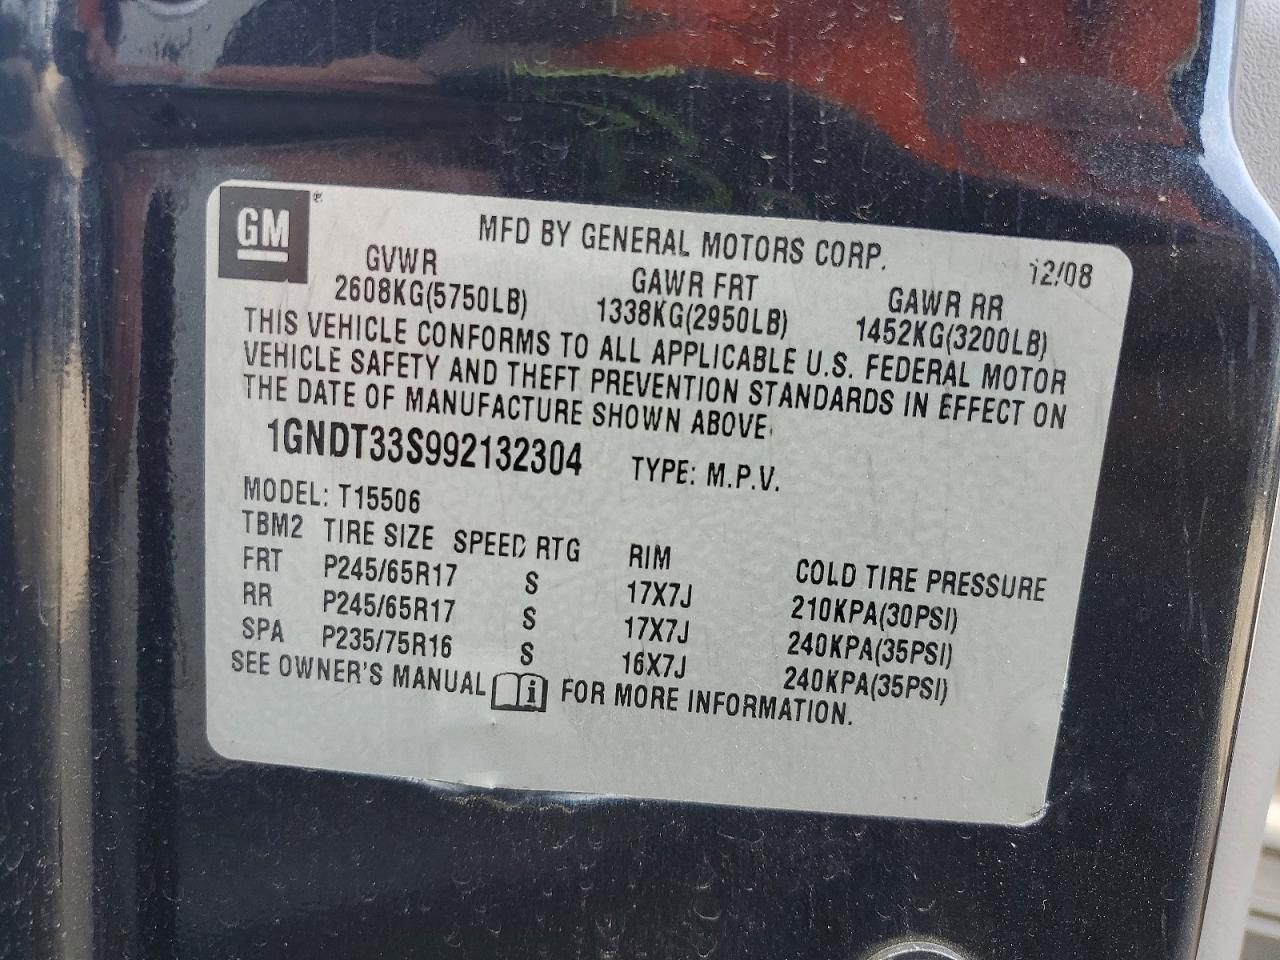 GM ®
MFD BY GENERAL MOTORS CORP. 12/08
GVWR GAWR FRT GAWR RR
2608KG(5750LB) 1338KG(2950LB) 1452KG(3200LB)
THIS VEHICLE CONFORMS TO ALL APPLICABLE U.S. FEDERAL MOTOR
VEHICLE SAFETY AND THEFT PREVENTION STANDARDS IN EFFECT ON
THE DATE OF MANUFACTURE SHOWN ABOVE.
1GNDT33S992132304 TYPE: M.P.V.
MODEL: T15506
TBM2 TIRE SIZE SPEED RTG RIM COLD TIRE PRESSURE
FRT P245/65R17 S 17X7J 210KPA(30PSI)
RR P245/65R17 S 17X7J 240KPA(35PSI)
SPA P235/75R16 S 16X7J 240KPA(35PSI)
SEE OWNER'S MANUAL i FOR MORE INFORMATION.